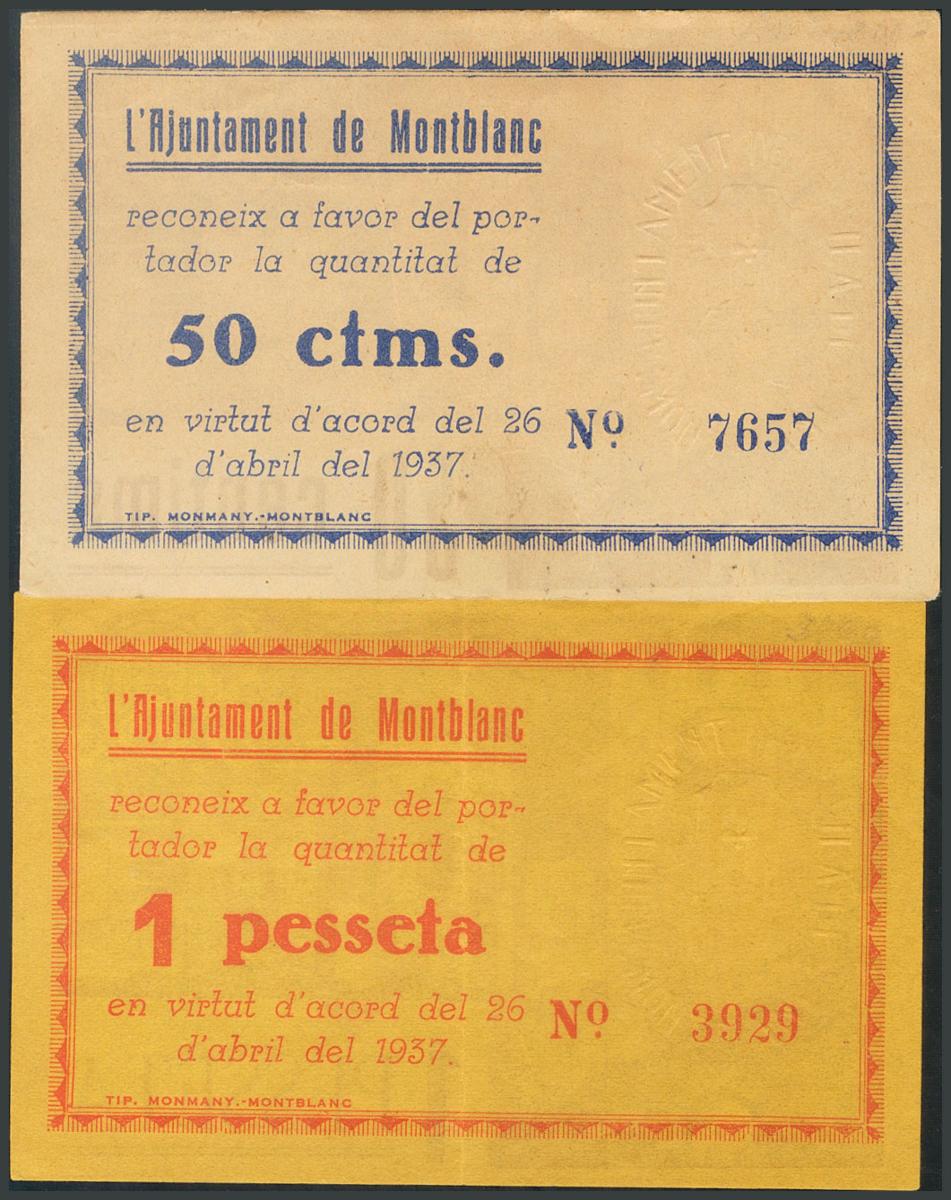 L'Ajuntament de Montblanc
reconeix a favor del por-
tador la quantitat de
50 ctms.
en virtut d'acord del 26
d'abril del 1937.
Nº 7657
TIP. MONMANY.-MONTBLANC
L'Ajuntament de Montblanc
reconeix a favor del por-
tador la quantitat de
1 pesseta
en virtut d'acord del 26
d'abril del 1937.
Nº 3929
TIP. MONMANY.-MONTBLANC